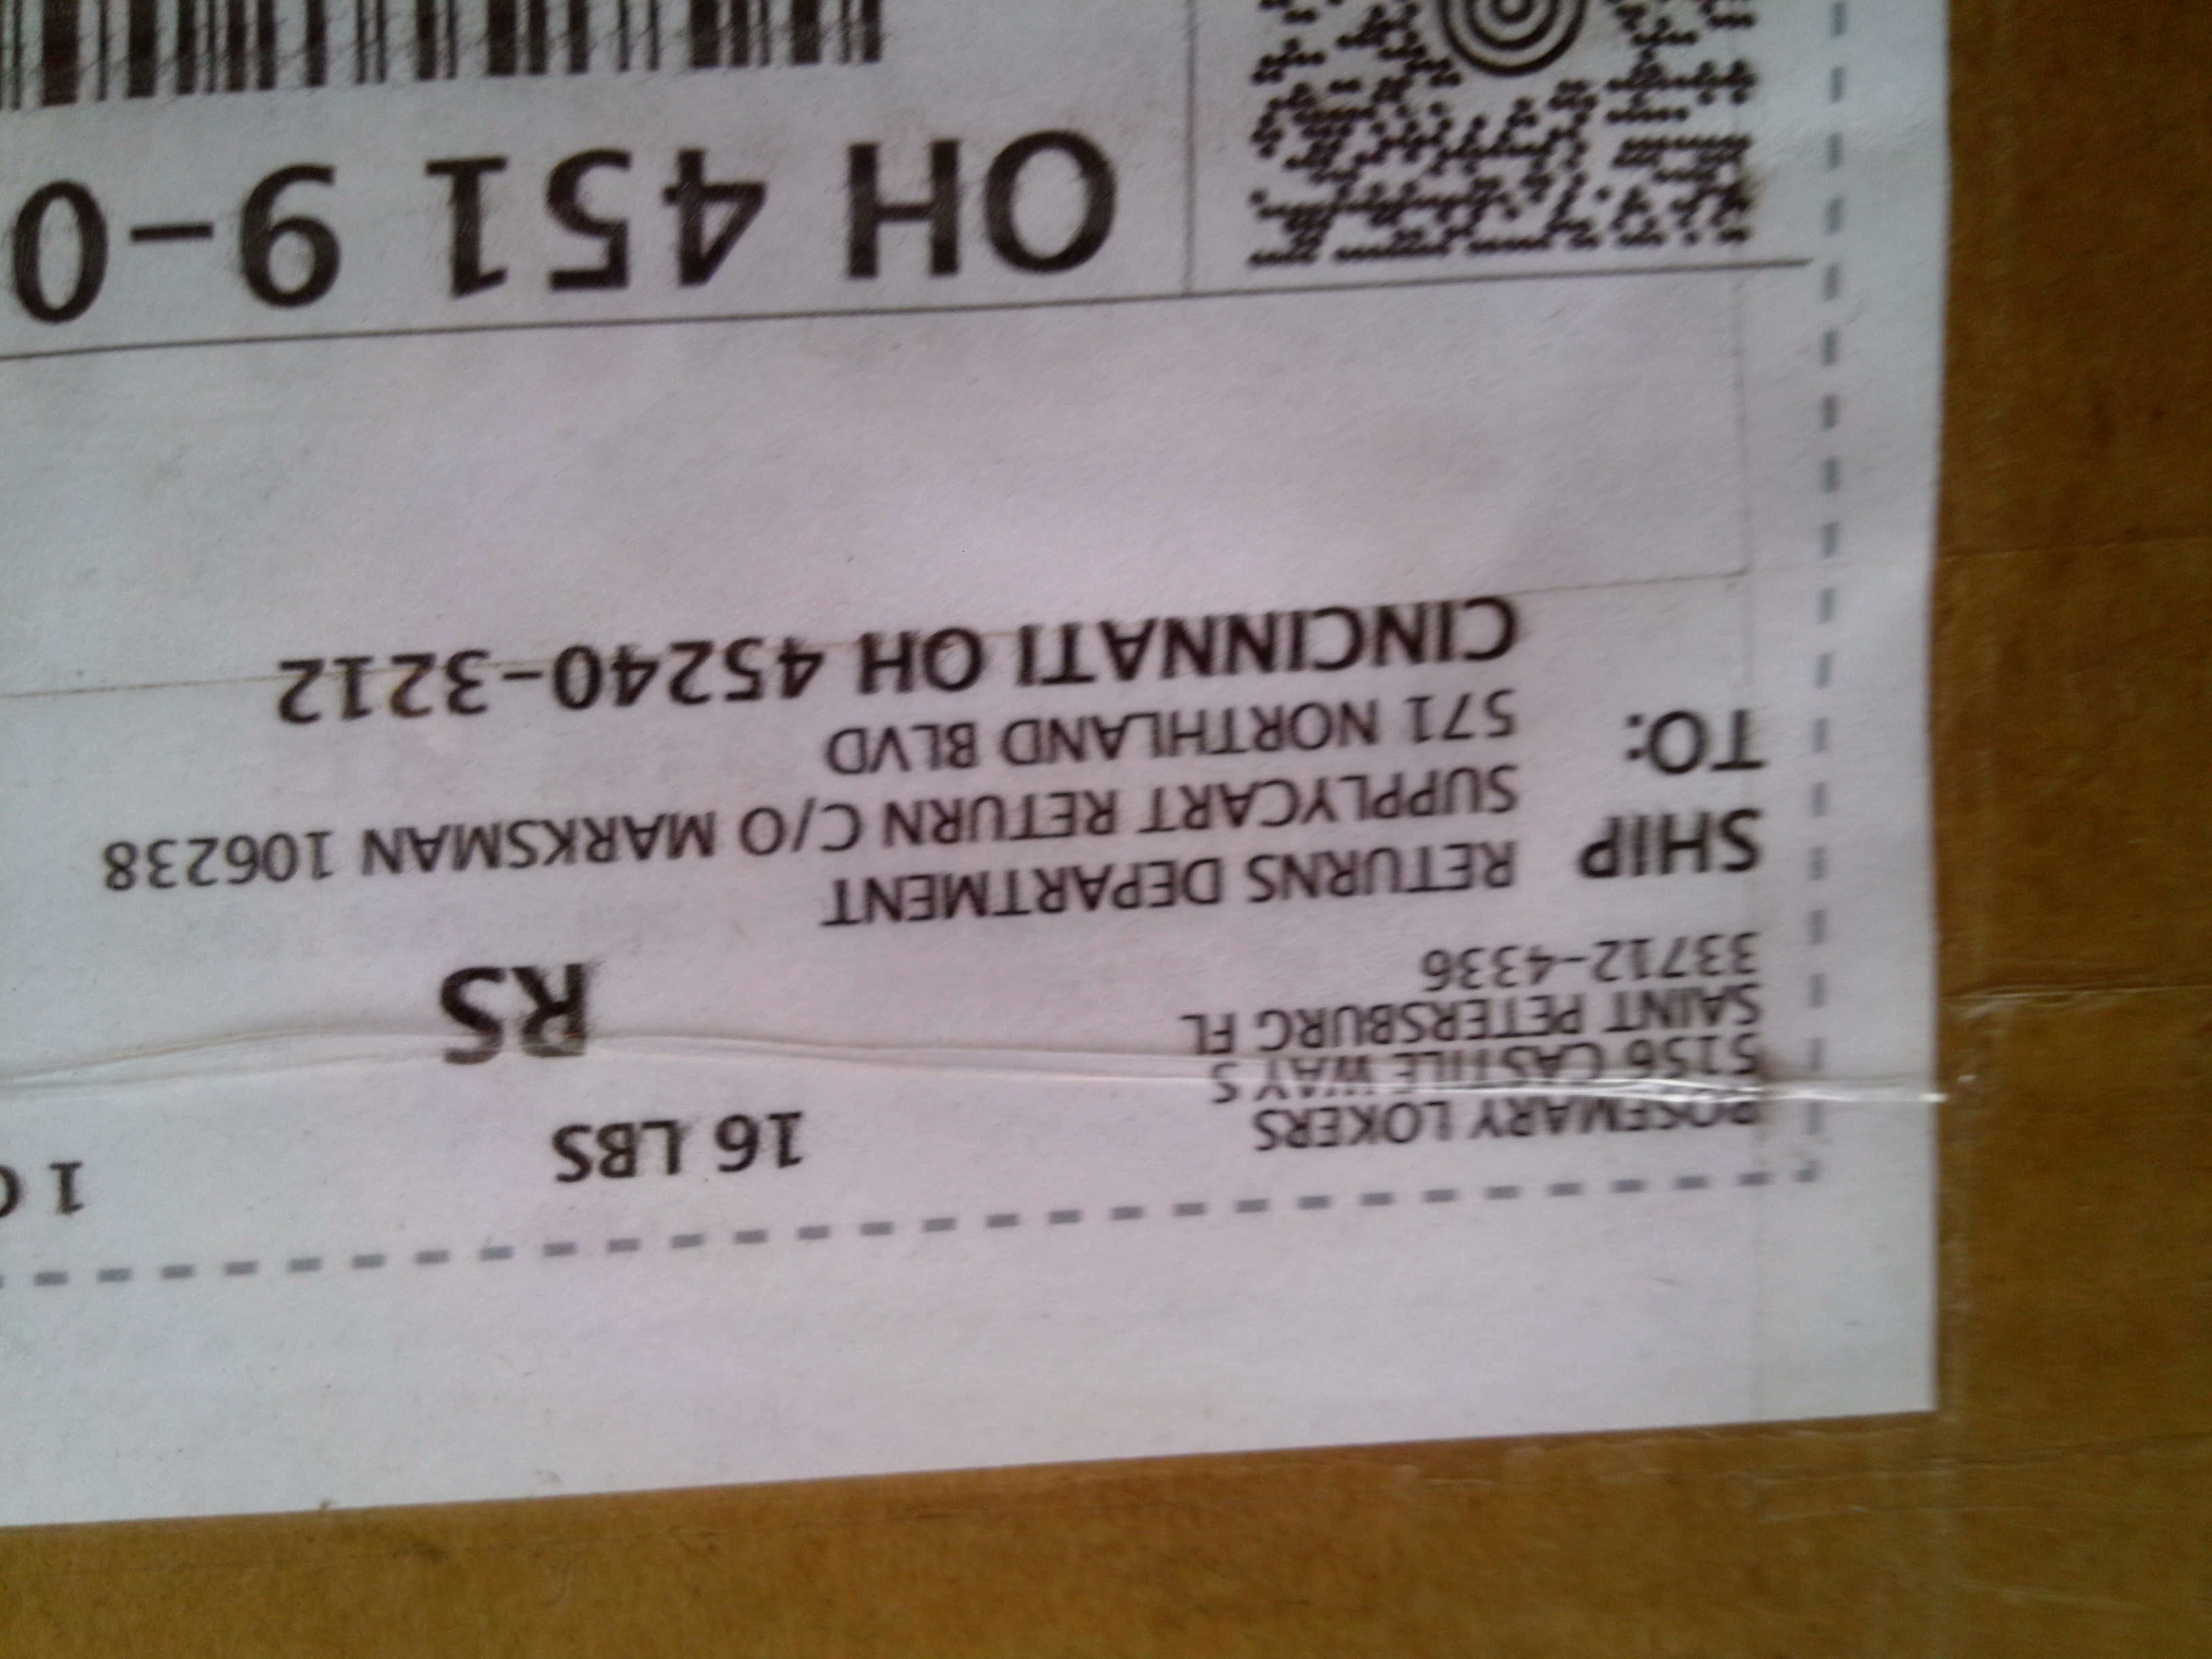 ROSEMARY LOKERS
5156 CASTILE WAY S
SAINT PETERSBURG FL
33712-4336
16 LBS
1
RS
SHIP
TO:
RETURNS DEPARTMENT
SUPPLYCART RETURN C/O MARKSMAN 106238
571 NORTHLAND BLVD
CINCINNATI OH 45240-3212
OH 451 9-0